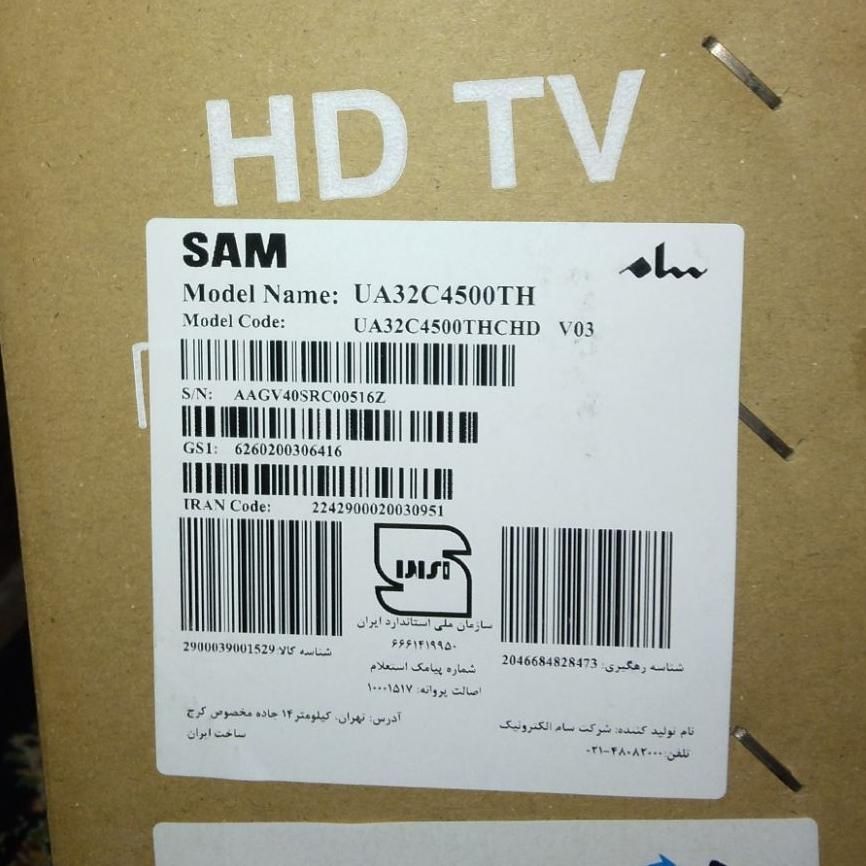 HD TV
SAM سام
Model Name: UA32C4500TH
Model Code: UA32C4500THCHD V03
S/N: AAGV40SRC00516Z
GS1: 6260200306416
IRAN Code: 2242900020030951
سازمان ملی استاندارد ایران
۶۶۶۱۴۱۹۹۵۰
شماره پیامک استعلام
اصالت پروانه: ۱۰۰۰۱۵۱۷
شناسه کالا: 2900039001529
شناسه رهگیری: 2046684828473
نام تولید کننده: شرکت سام الکترونیک
تلفن: ۰۲۱-۴۸۰۸۲۰۰۰
آدرس: تهران، کیلومتر ۱۴ جاده مخصوص کرج
ساخت ایران